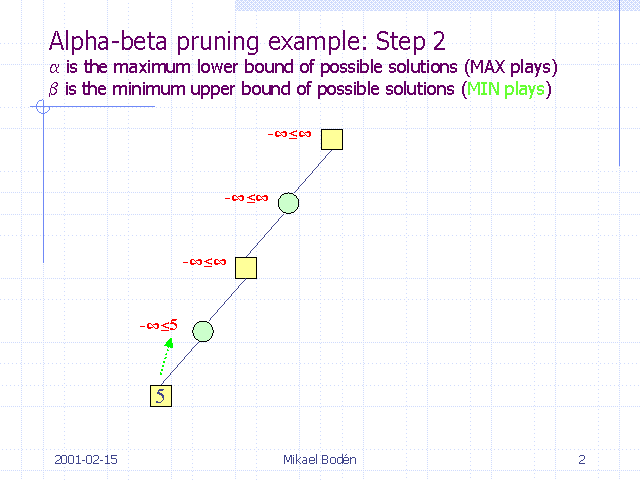 Alpha-beta pruning example: Step 2
α is the maximum lower bound of possible solutions (MAX plays)
β is the minimum upper bound of possible solutions (MIN plays)
-∞≤∞
-∞≤∞
-∞≤∞
-∞≤5
5
2001-02-15 Mikael Bodén 2